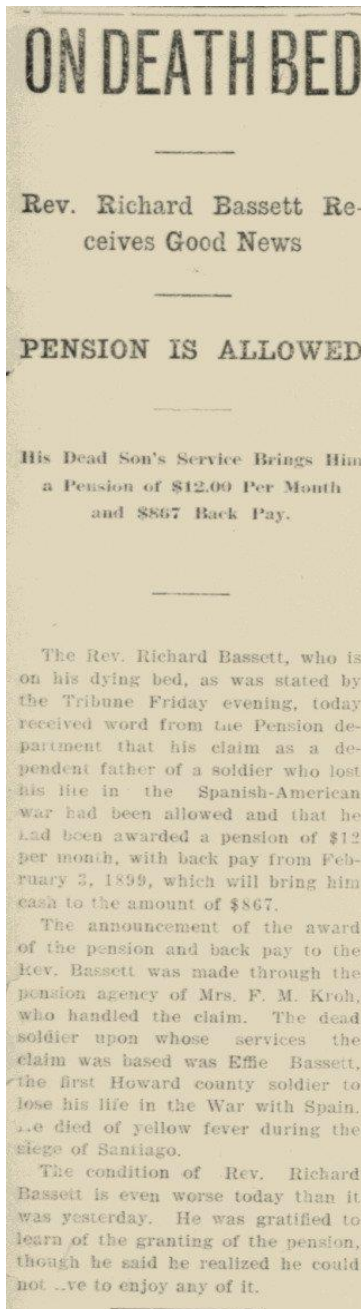 ON DEATH BED
Rev. Richard Bassett Re-
ceives Good News
PENSION IS ALLOWED
His Dead Son's Service Brings Him
a Pension of $12.00 Per Month
and $867 Back Pay.
The Rev. Richard Bassett, who is
on his dying bed, as was stated by
the Tribune Friday evening, today
received word from the Pension de-
partment that his claim as a de-
pendent father of a soldier who lost
his life in the Spanish-American
war had been allowed and that he
had been awarded a pension of $12
per month, with back pay from Feb-
ruary 3, 1899, which will bring him
cash to the amount of $867.
The announcement of the award
of the pension and back pay to the
Rev. Bassett was made through the
pension agency of Mrs. F. M. Kroh,
who handled the claim. The dead
soldier upon whose services the
claim was based was Effie Bassett,
the first Howard county soldier to
lose his life in the War with Spain.
..e died of yellow fever during the
siege of Santiago.
The condition of Rev. Richard
Bassett is even worse today than it
was yesterday. He was gratified to
learn of the granting of the pension,
though he said he realized he could
not ..ve to enjoy any of it.